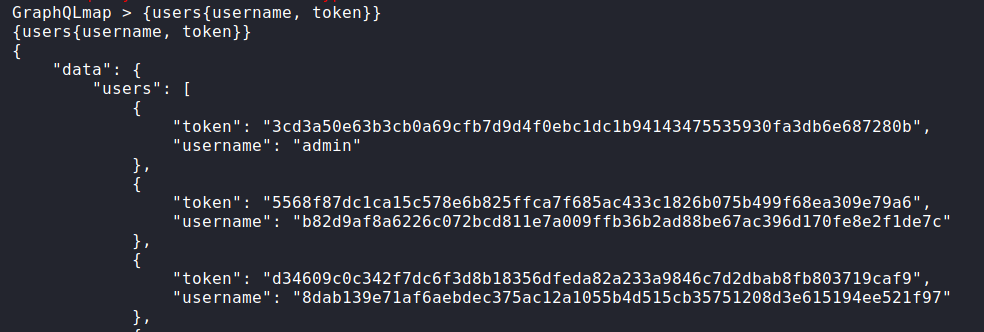 GraphQLmap > {users{username, token}}
{users{username, token}}
{
"data": {
"users": [
{
"token": "3cd3a50e63b3cb0a69cfb7d9d4f0ebc1dc1b94143475535930fa3db6e687280b",
"username": "admin"
},
{
"token": "5568f87dc1ca15c578e6b825ffca7f685ac433c1826b075b499f68ea309e79a6",
"username": "b82d9af8a6226c072bcd811e7a009ffb36b2ad88be67ac396d170fe8e2f1de7c"
},
{
"token": "d34609c0c342f7dc6f3d8b18356dfeda82a233a9846c7d2dbab8fb803719caf9",
"username": "8dab139e71af6aebdec375ac12a1055b4d515cb35751208d3e615194ee521f97"
},